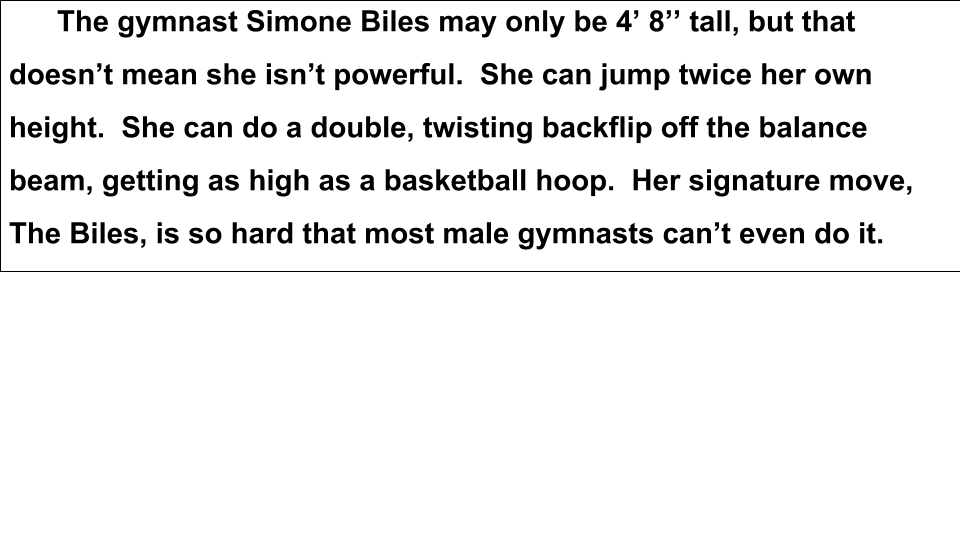 The gymnast Simone Biles may only be 4’ 8’’ tall, but that
doesn’t mean she isn’t powerful.  She can jump twice her own
height.  She can do a double, twisting backflip off the balance
beam, getting as high as a basketball hoop.  Her signature move,
The Biles, is so hard that most male gymnasts can’t even do it.